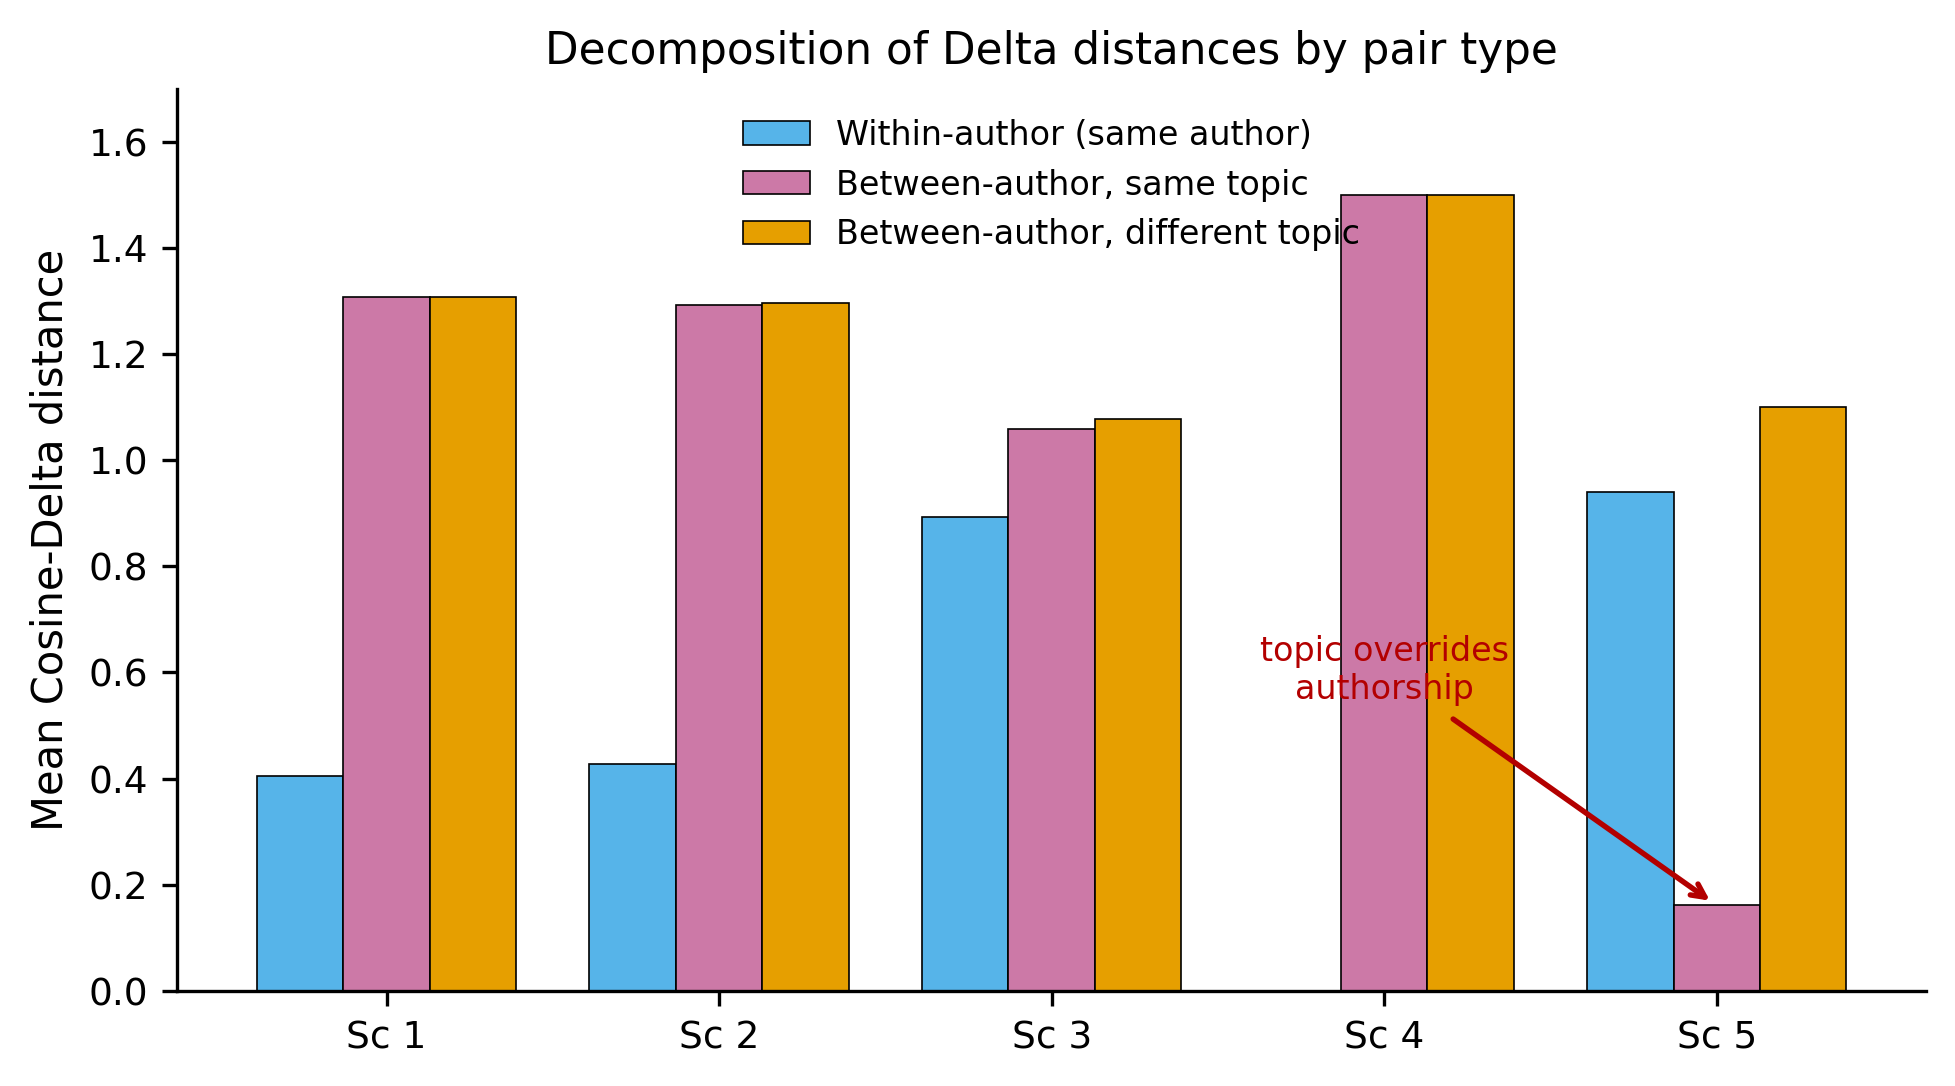 Decomposition of Delta distances by pair type
Within-author (same author)
Between-author, same topic
Between-author, different topic
Mean Cosine-Delta distance
1.6
1.4
1.2
1.0
0.8
0.6
0.4
0.2
0.0
topic overrides
authorship
Sc 1
Sc 2
Sc 3
Sc 4
Sc 5